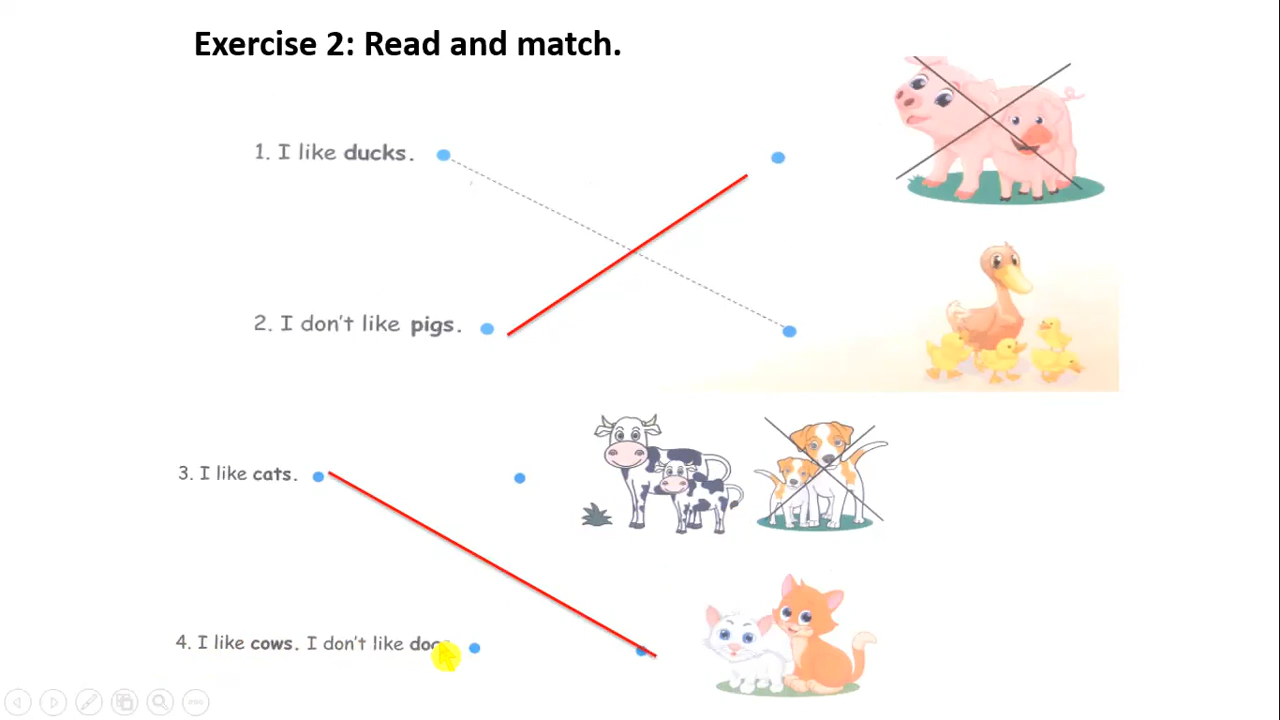 Exercise 2: Read and match.
1. I like ducks.
2. I don't like pigs.
3. I like cats.
4. I like cows. I don't like